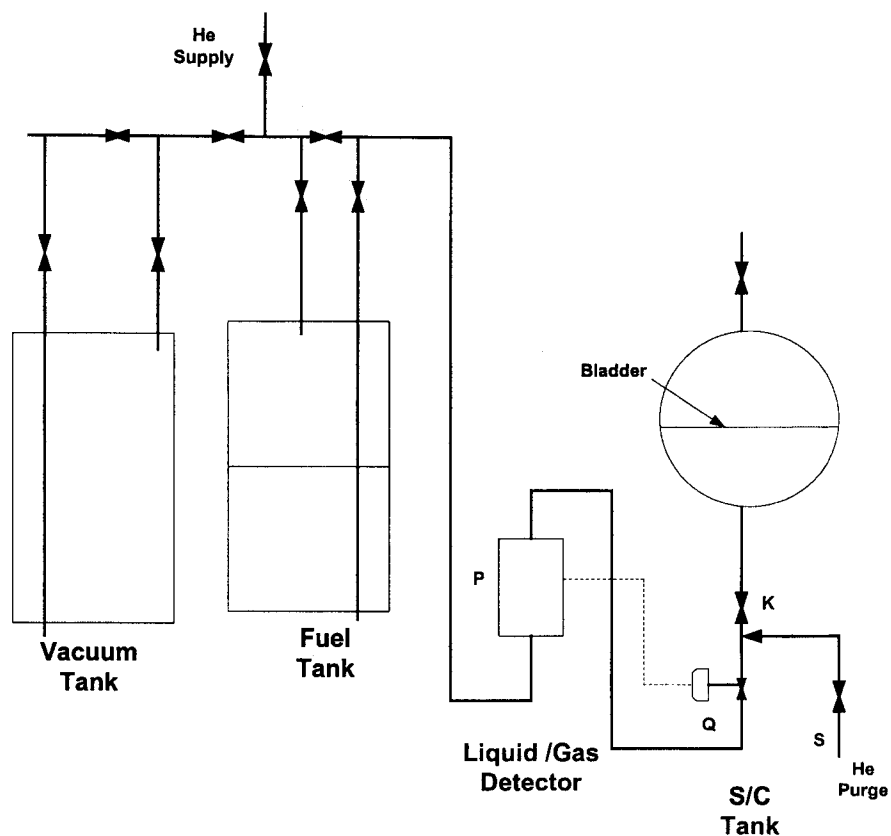 He
Supply
Bladder
P
K
Vacuum
Tank
Fuel
Tank
Q
S
Liquid /Gas
Detector
He
Purge
S/C
Tank